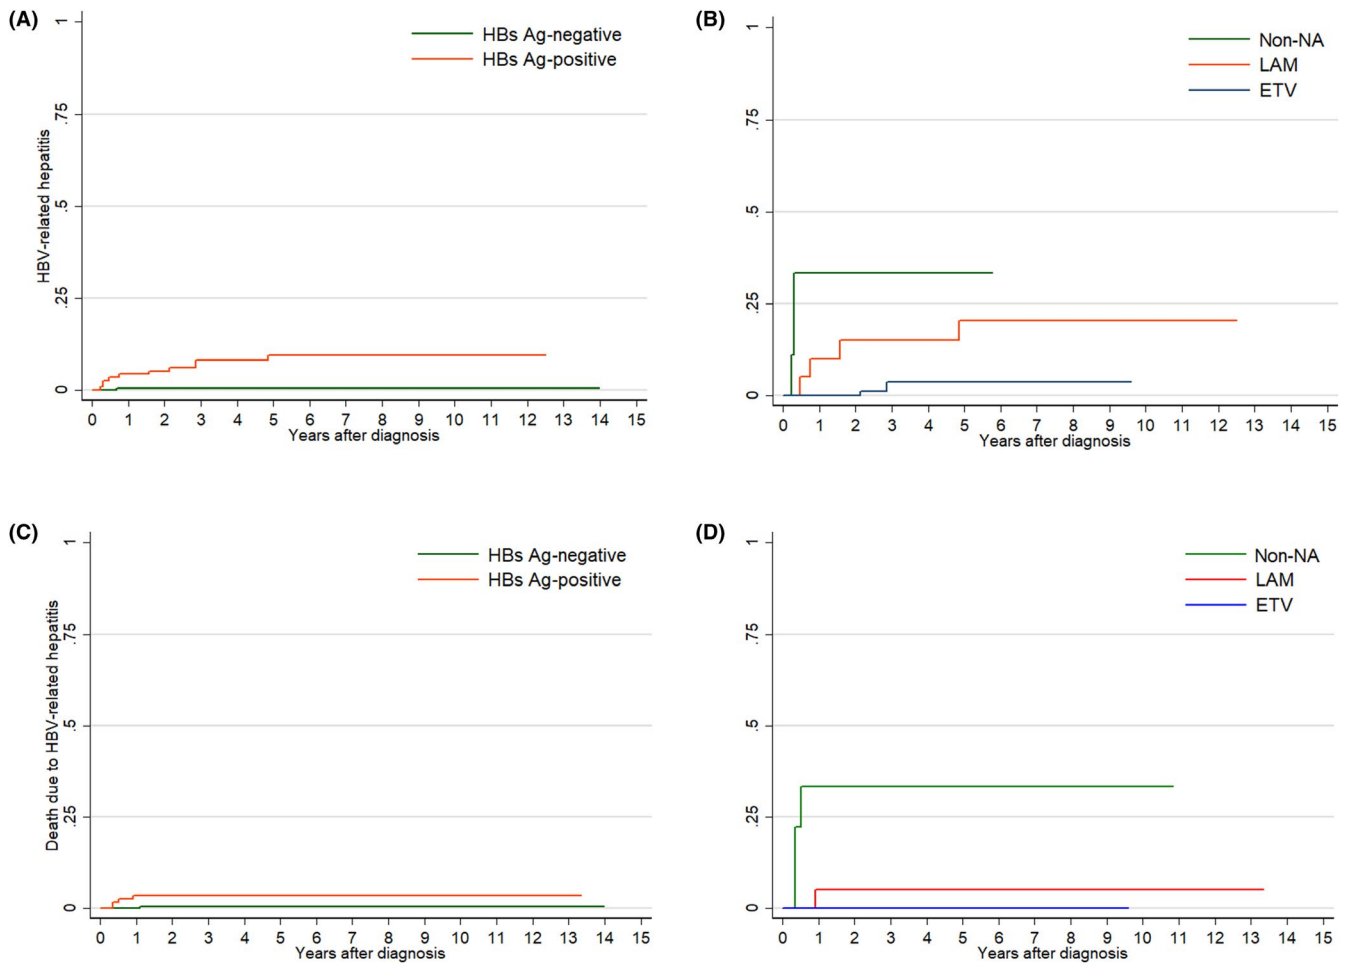 (A)
HBs Ag-negative
HBs Ag-positive
HBV-related hepatitis
1
.75
.5
.25
0
0 1 2 3 4 5 6 7 8 9 10 11 12 13 14 15
Years after diagnosis
(B)
Non-NA
LAM
ETV
1
.75
.5
.25
0
0 1 2 3 4 5 6 7 8 9 10 11 12 13 14 15
Years after diagnosis
(C)
HBs Ag-negative
HBs Ag-positive
Death due to HBV-related hepatitis
1
.75
.5
.25
0
0 1 2 3 4 5 6 7 8 9 10 11 12 13 14 15
Years after diagnosis
(D)
Non-NA
LAM
ETV
1
.75
.5
.25
0
0 1 2 3 4 5 6 7 8 9 10 11 12 13 14 15
Years after diagnosis